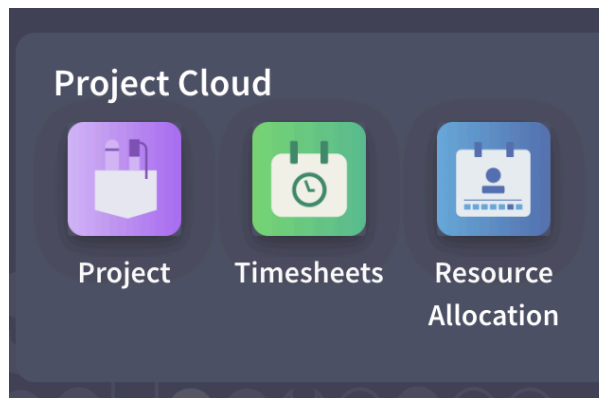 Project Cloud
Project
Timesheets
Resource
Allocation